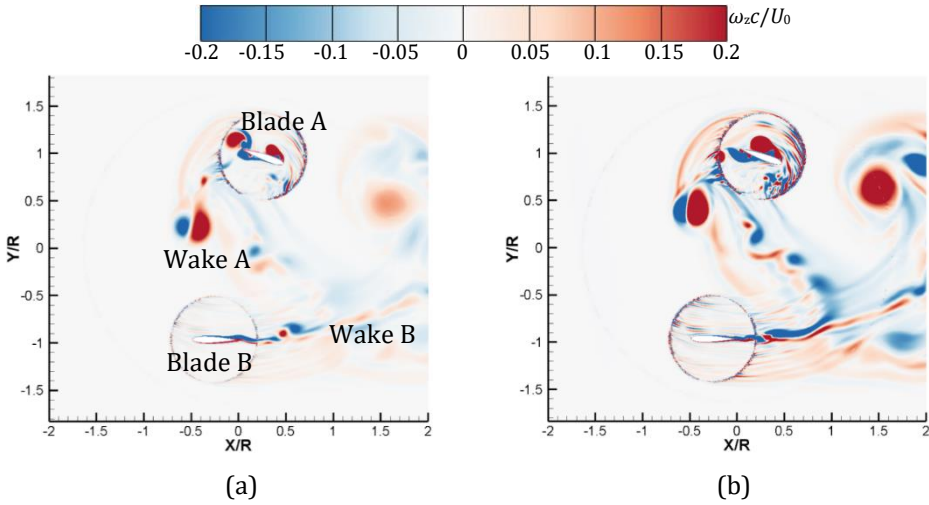 ω_z c/U_0
-0.2 -0.15 -0.1 -0.05 0 0.05 0.1 0.15 0.2
1.5
1
0.5
0
-0.5
-1
-1.5
Y/R
Blade A
Wake A
Wake B
Blade B
-2 -1.5 -1 -0.5 0 0.5 1 1.5 2
X/R
(a)
1.5
1
0.5
0
-0.5
-1
-1.5
Y/R
-2 -1.5 -1 -0.5 0 0.5 1 1.5 2
X/R
(b)